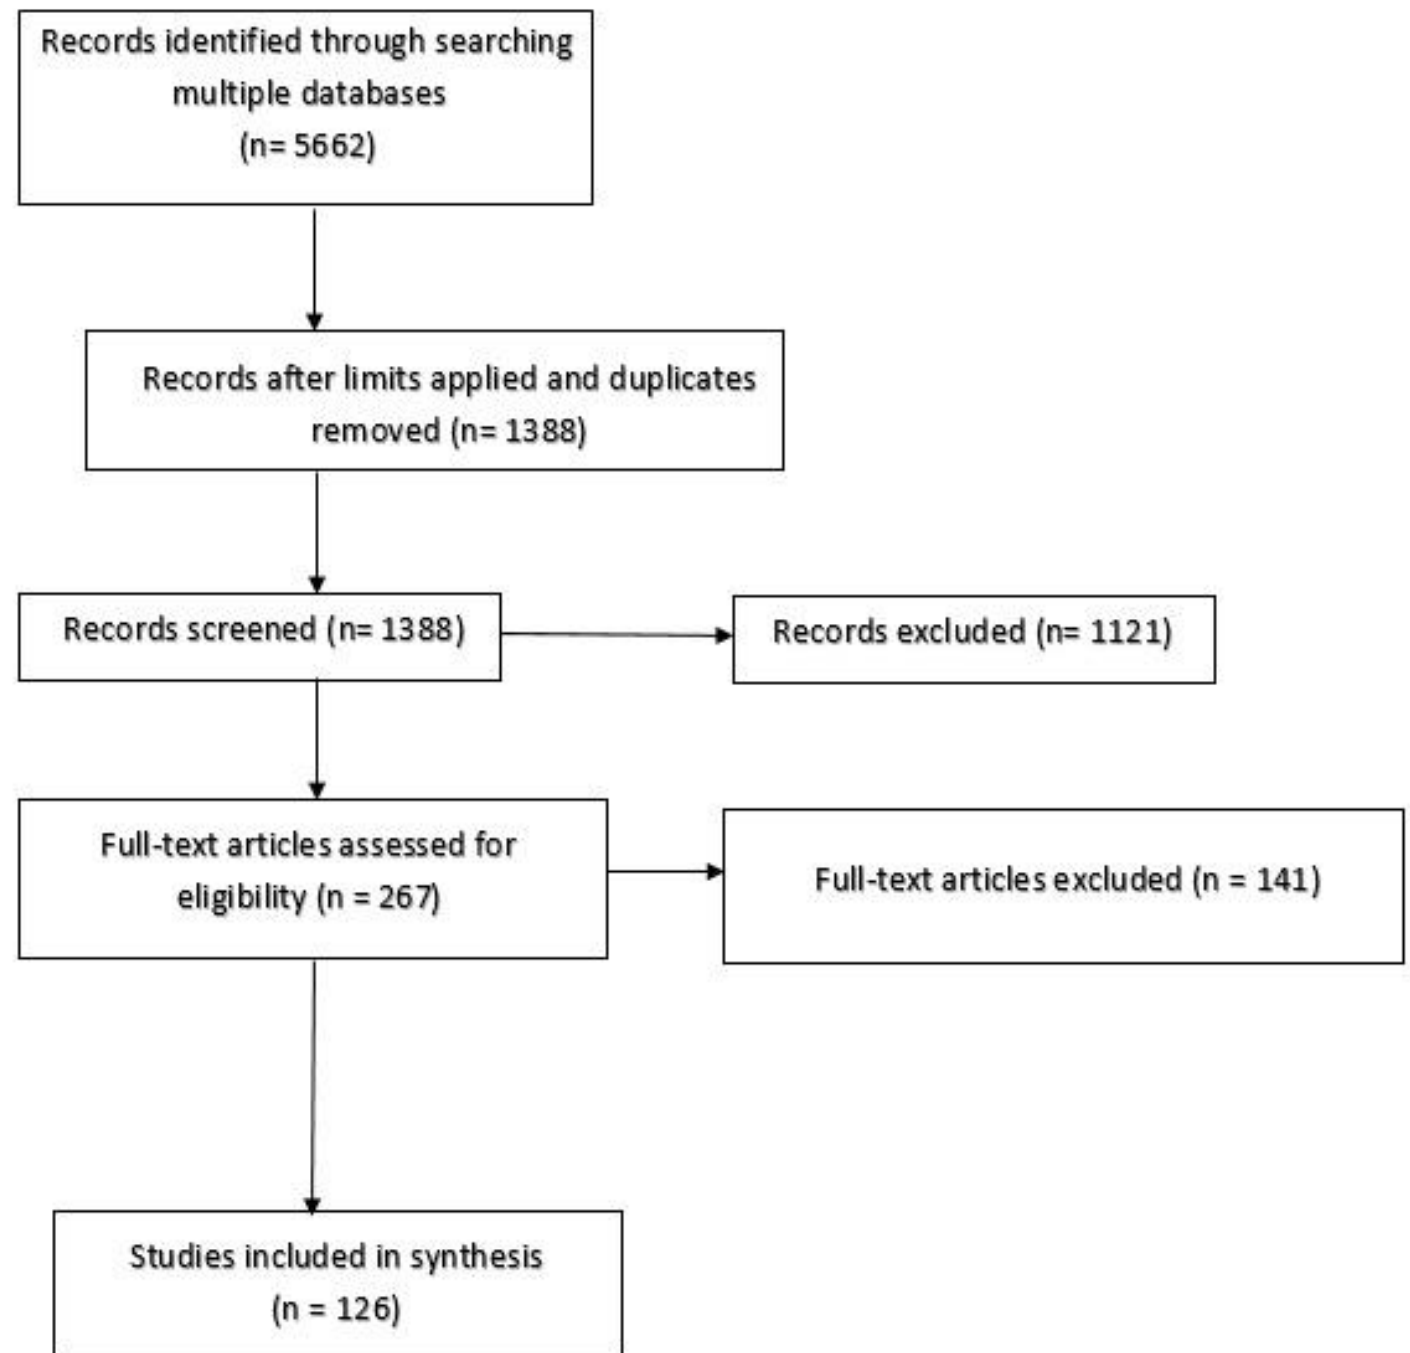 Records identified through searching
multiple databases
(n= 5662)
Records after limits applied and duplicates
removed (n= 1388)
Records screened (n= 1388)
Records excluded (n= 1121)
Full-text articles assessed for
eligibility (n = 267)
Full-text articles excluded (n = 141)
Studies included in synthesis
(n = 126)